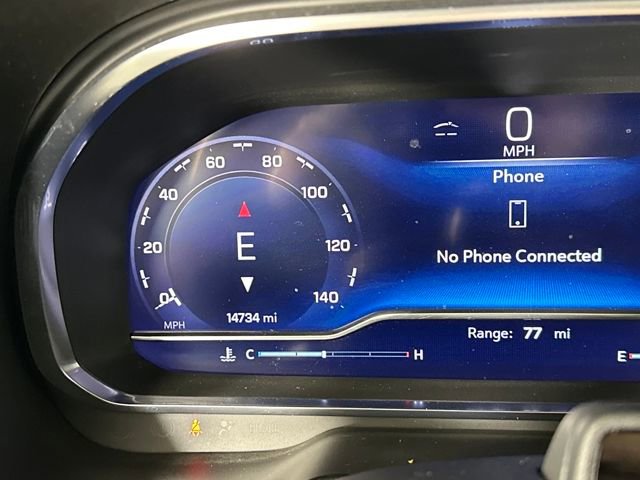 0
MPH
Phone
No Phone Connected
60 80
40 100
20 120
0 140
E
MPH
14734 mi
Range: 77 mi
C H
E